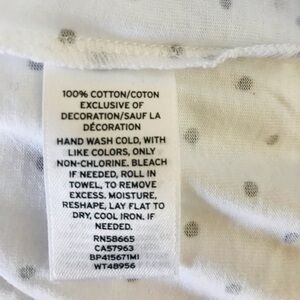 100% COTTON/COTON
EXCLUSIVE OF
DECORATION/SAUF LA
DÉCORATION
HAND WASH COLD, WITH
LIKE COLORS, ONLY
NON-CHLORINE. BLEACH
IF NEEDED, ROLL IN
TOWEL, TO REMOVE
EXCESS. MOISTURE,
RESHAPE, LAY FLAT TO
DRY, COOL IRON. IF
NEEDED.
RN58665
CA57963
BP415671MI
WT48956